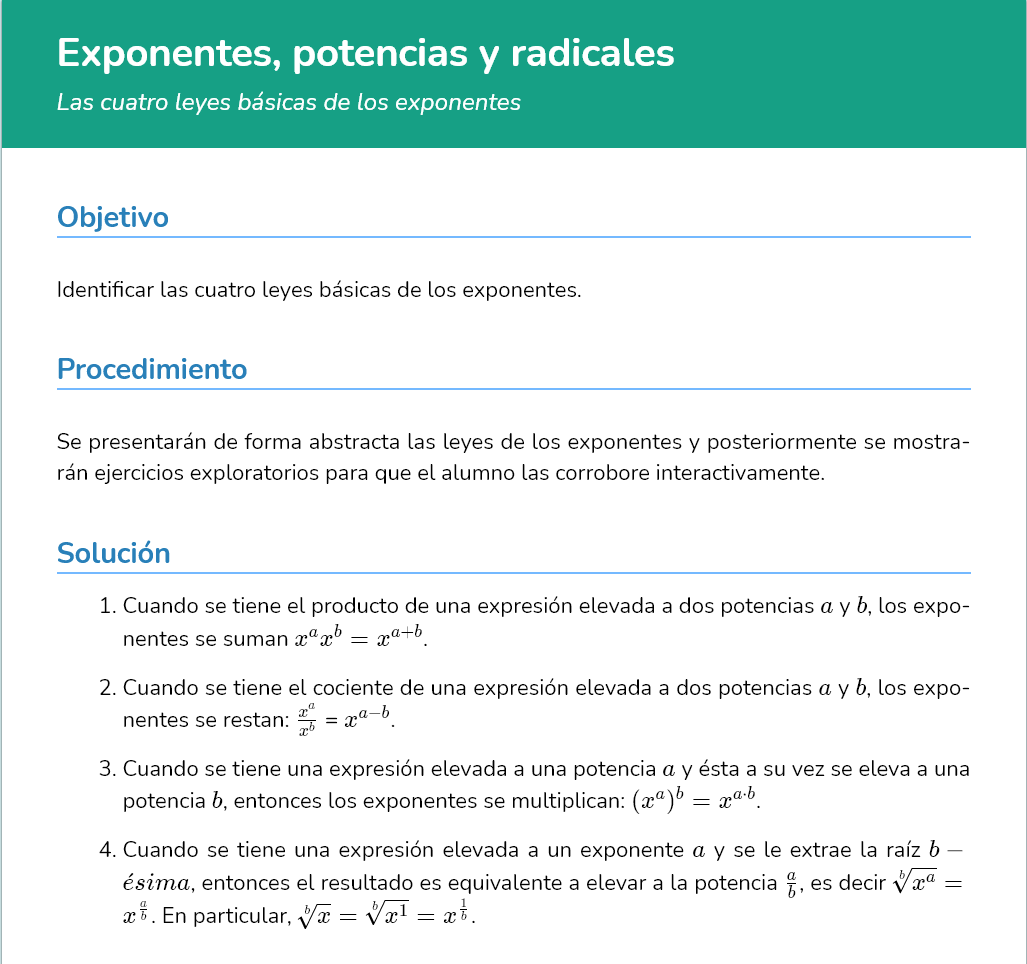 Exponentes, potencias y radicales
Las cuatro leyes básicas de los exponentes
Objetivo
Identificar las cuatro leyes básicas de los exponentes.
Procedimiento
Se presentarán de forma abstracta las leyes de los exponentes y posteriormente se mostra-
rán ejercicios exploratorios para que el alumno las corrobore interactivamente.
Solución
1. Cuando se tiene el producto de una expresión elevada a dos potencias $a$ y $b$, los expo-
nentes se suman $x^a x^b = x^{a+b}$.
2. Cuando se tiene el cociente de una expresión elevada a dos potencias $a$ y $b$, los expo-
nentes se restan: $\frac{x^a}{x^b}$ = $x^{a-b}$.
3. Cuando se tiene una expresión elevada a una potencia $a$ y ésta a su vez se eleva a una
potencia $b$, entonces los exponentes se multiplican: $(x^a)^b = x^{a \cdot b}$.
4. Cuando se tiene una expresión elevada a un exponente $a$ y se le extrae la raíz $b -$
$ésima$, entonces el resultado es equivalente a elevar a la potencia $\frac{a}{b}$, es decir $\sqrt[b]{x^a} =$
$x^{\frac{a}{b}}$. En particular, $\sqrt[b]{x} = \sqrt[b]{x^1} = x^{\frac{1}{b}}$.